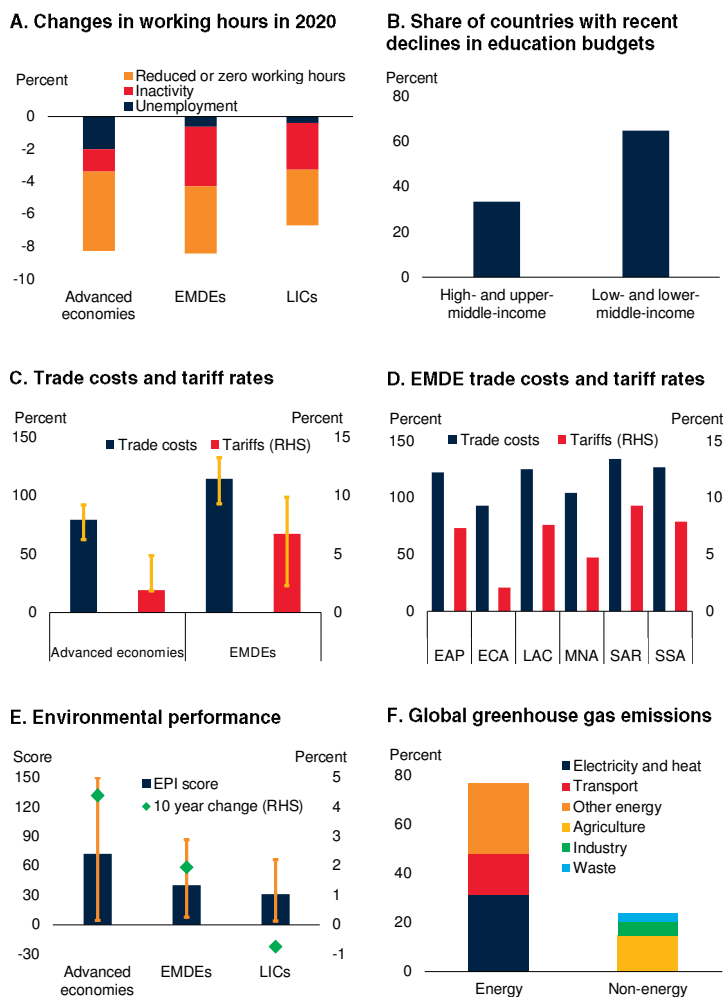 A. Changes in working hours in 2020
Percent
Reduced or zero working hours
Inactivity
Unemployment
0
-2
-4
-6
-8
-10
Advanced
economies
EMDEs
LICs
B. Share of countries with recent
declines in education budgets
Percent
80
60
40
20
0
High- and upper-
middle-income
Low- and lower-
middle-income
C. Trade costs and tariff rates
Percent
Percent
Trade costs
Tariffs (RHS)
150
100
50
0
15
10
5
0
Advanced economies
EMDEs
D. EMDE trade costs and tariff rates
Percent
Percent
Trade costs
Tariffs (RHS)
150
100
50
0
15
10
5
0
EAP
ECA
LAC
MNA
SAR
SSA
E. Environmental performance
Score
Percent
EPI score
10 year change (RHS)
150
120
90
60
30
0
-30
5
4
3
2
1
0
-1
Advanced
economies
EMDEs
LICs
F. Global greenhouse gas emissions
Percent
Electricity and heat
Transport
Other energy
Agriculture
Industry
Waste
80
60
40
20
0
Energy
Non-energy